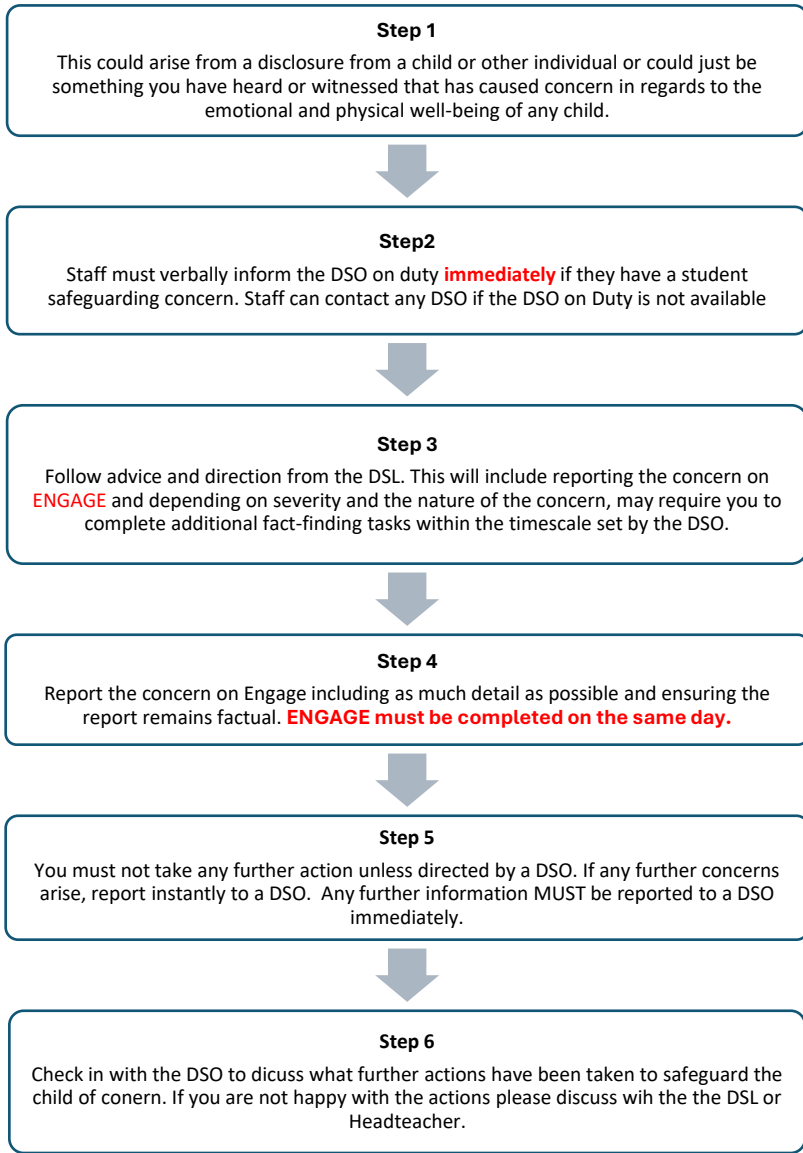 Step 1
This could arise from a disclosure from a child or other individual or could just be
something you have heard or witnessed that has caused concern in regards to the
emotional and physical well-being of any child.
Step2
Staff must verbally inform the DSO on duty immediately if they have a student
safeguarding concern. Staff can contact any DSO if the DSO on Duty is not available
Step 3
Follow advice and direction from the DSL. This will include reporting the concern on
ENGAGE and depending on severity and the nature of the concern, may require you to
complete additional fact-finding tasks within the timescale set by the DSO.
Step 4
Report the concern on Engage including as much detail as possible and ensuring the
report remains factual. ENGAGE must be completed on the same day.
Step 5
You must not take any further action unless directed by a DSO. If any further concerns
arise, report instantly to a DSO.  Any further information MUST be reported to a DSO
immediately.
Step 6
Check in with the DSO to dicuss what further actions have been taken to safeguard the
child of conern. If you are not happy with the actions please discuss wih the the DSL or
Headteacher.